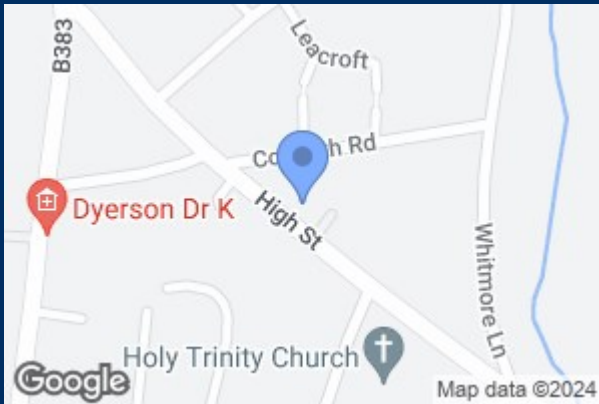 B383
Leacroft
Rd
Dyerson Dr K
High St
Whitmore Ln
Holy Trinity Church
Google
Map data ©2024